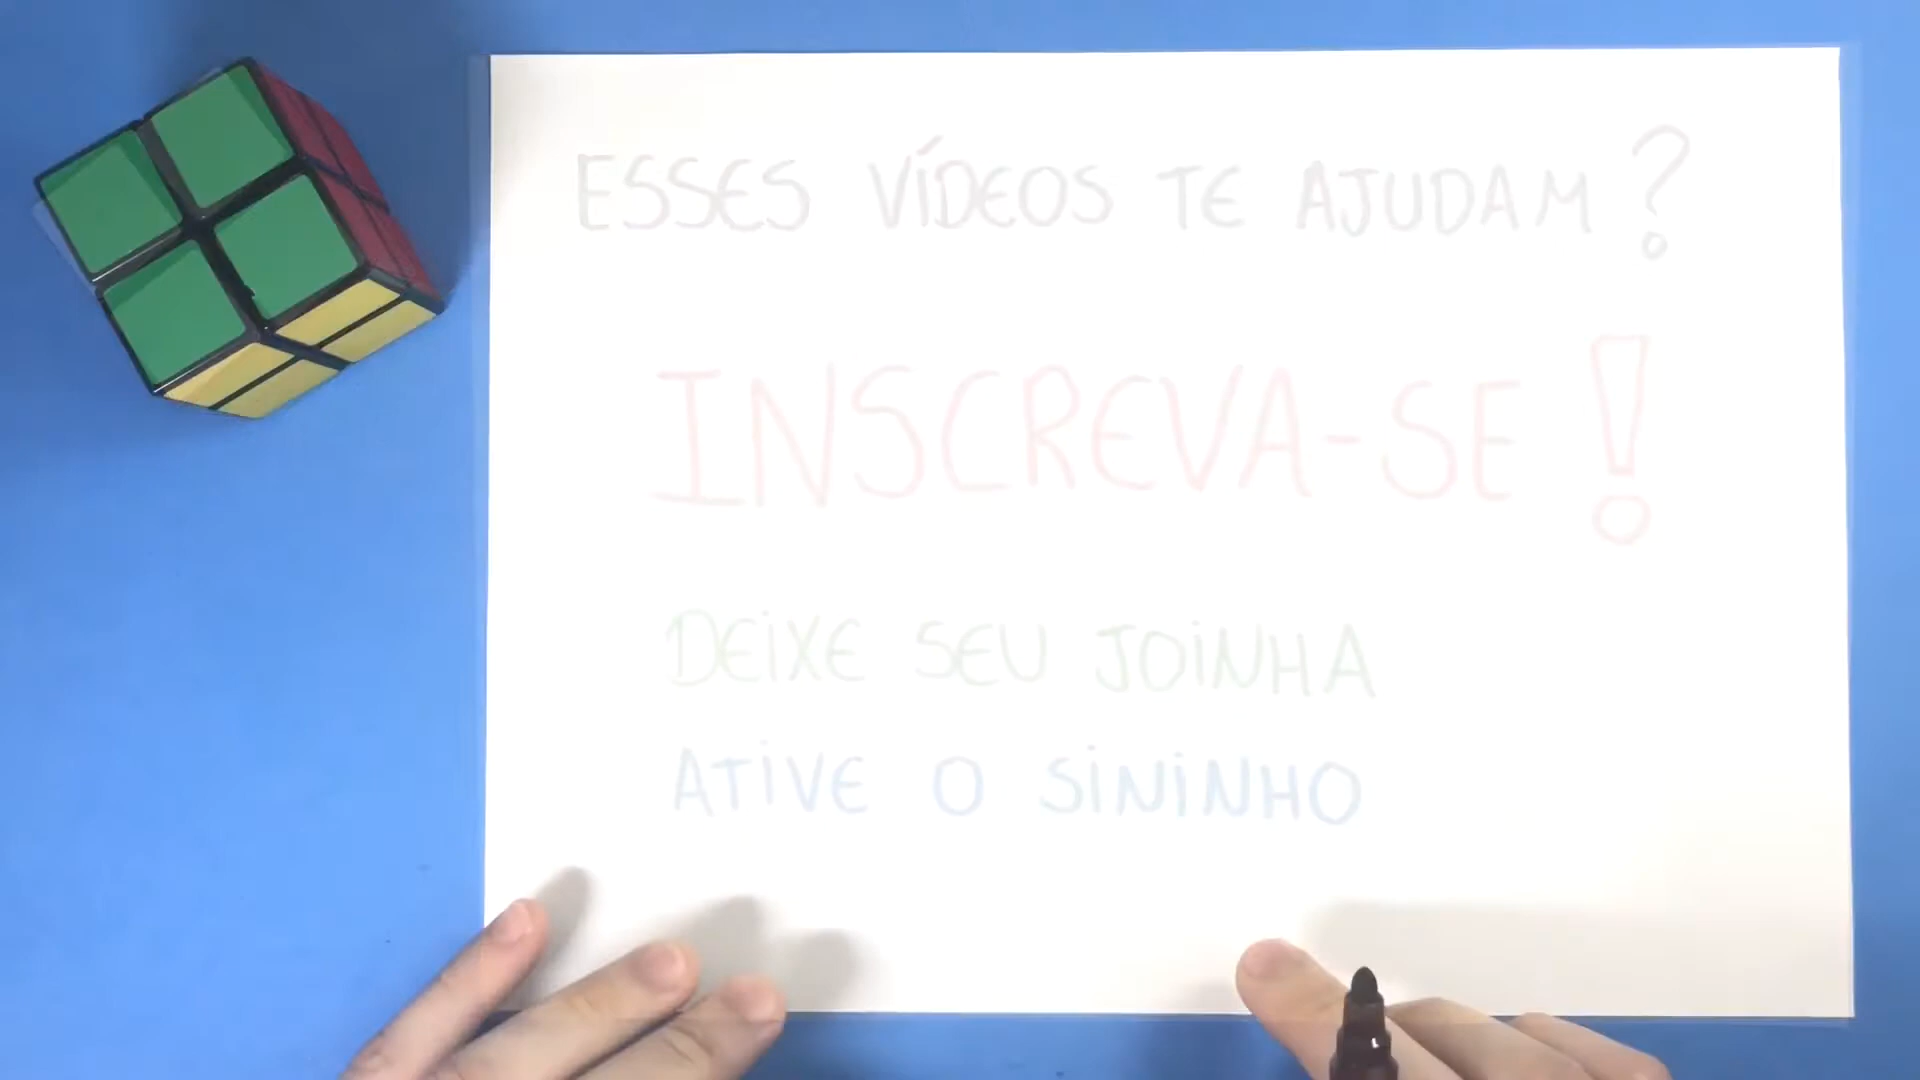 ESSES VÍDEOS TE AJUDAM?
INSCREVA-SE!
DEIXE SEU JOINHA
ATIVE O SININHO